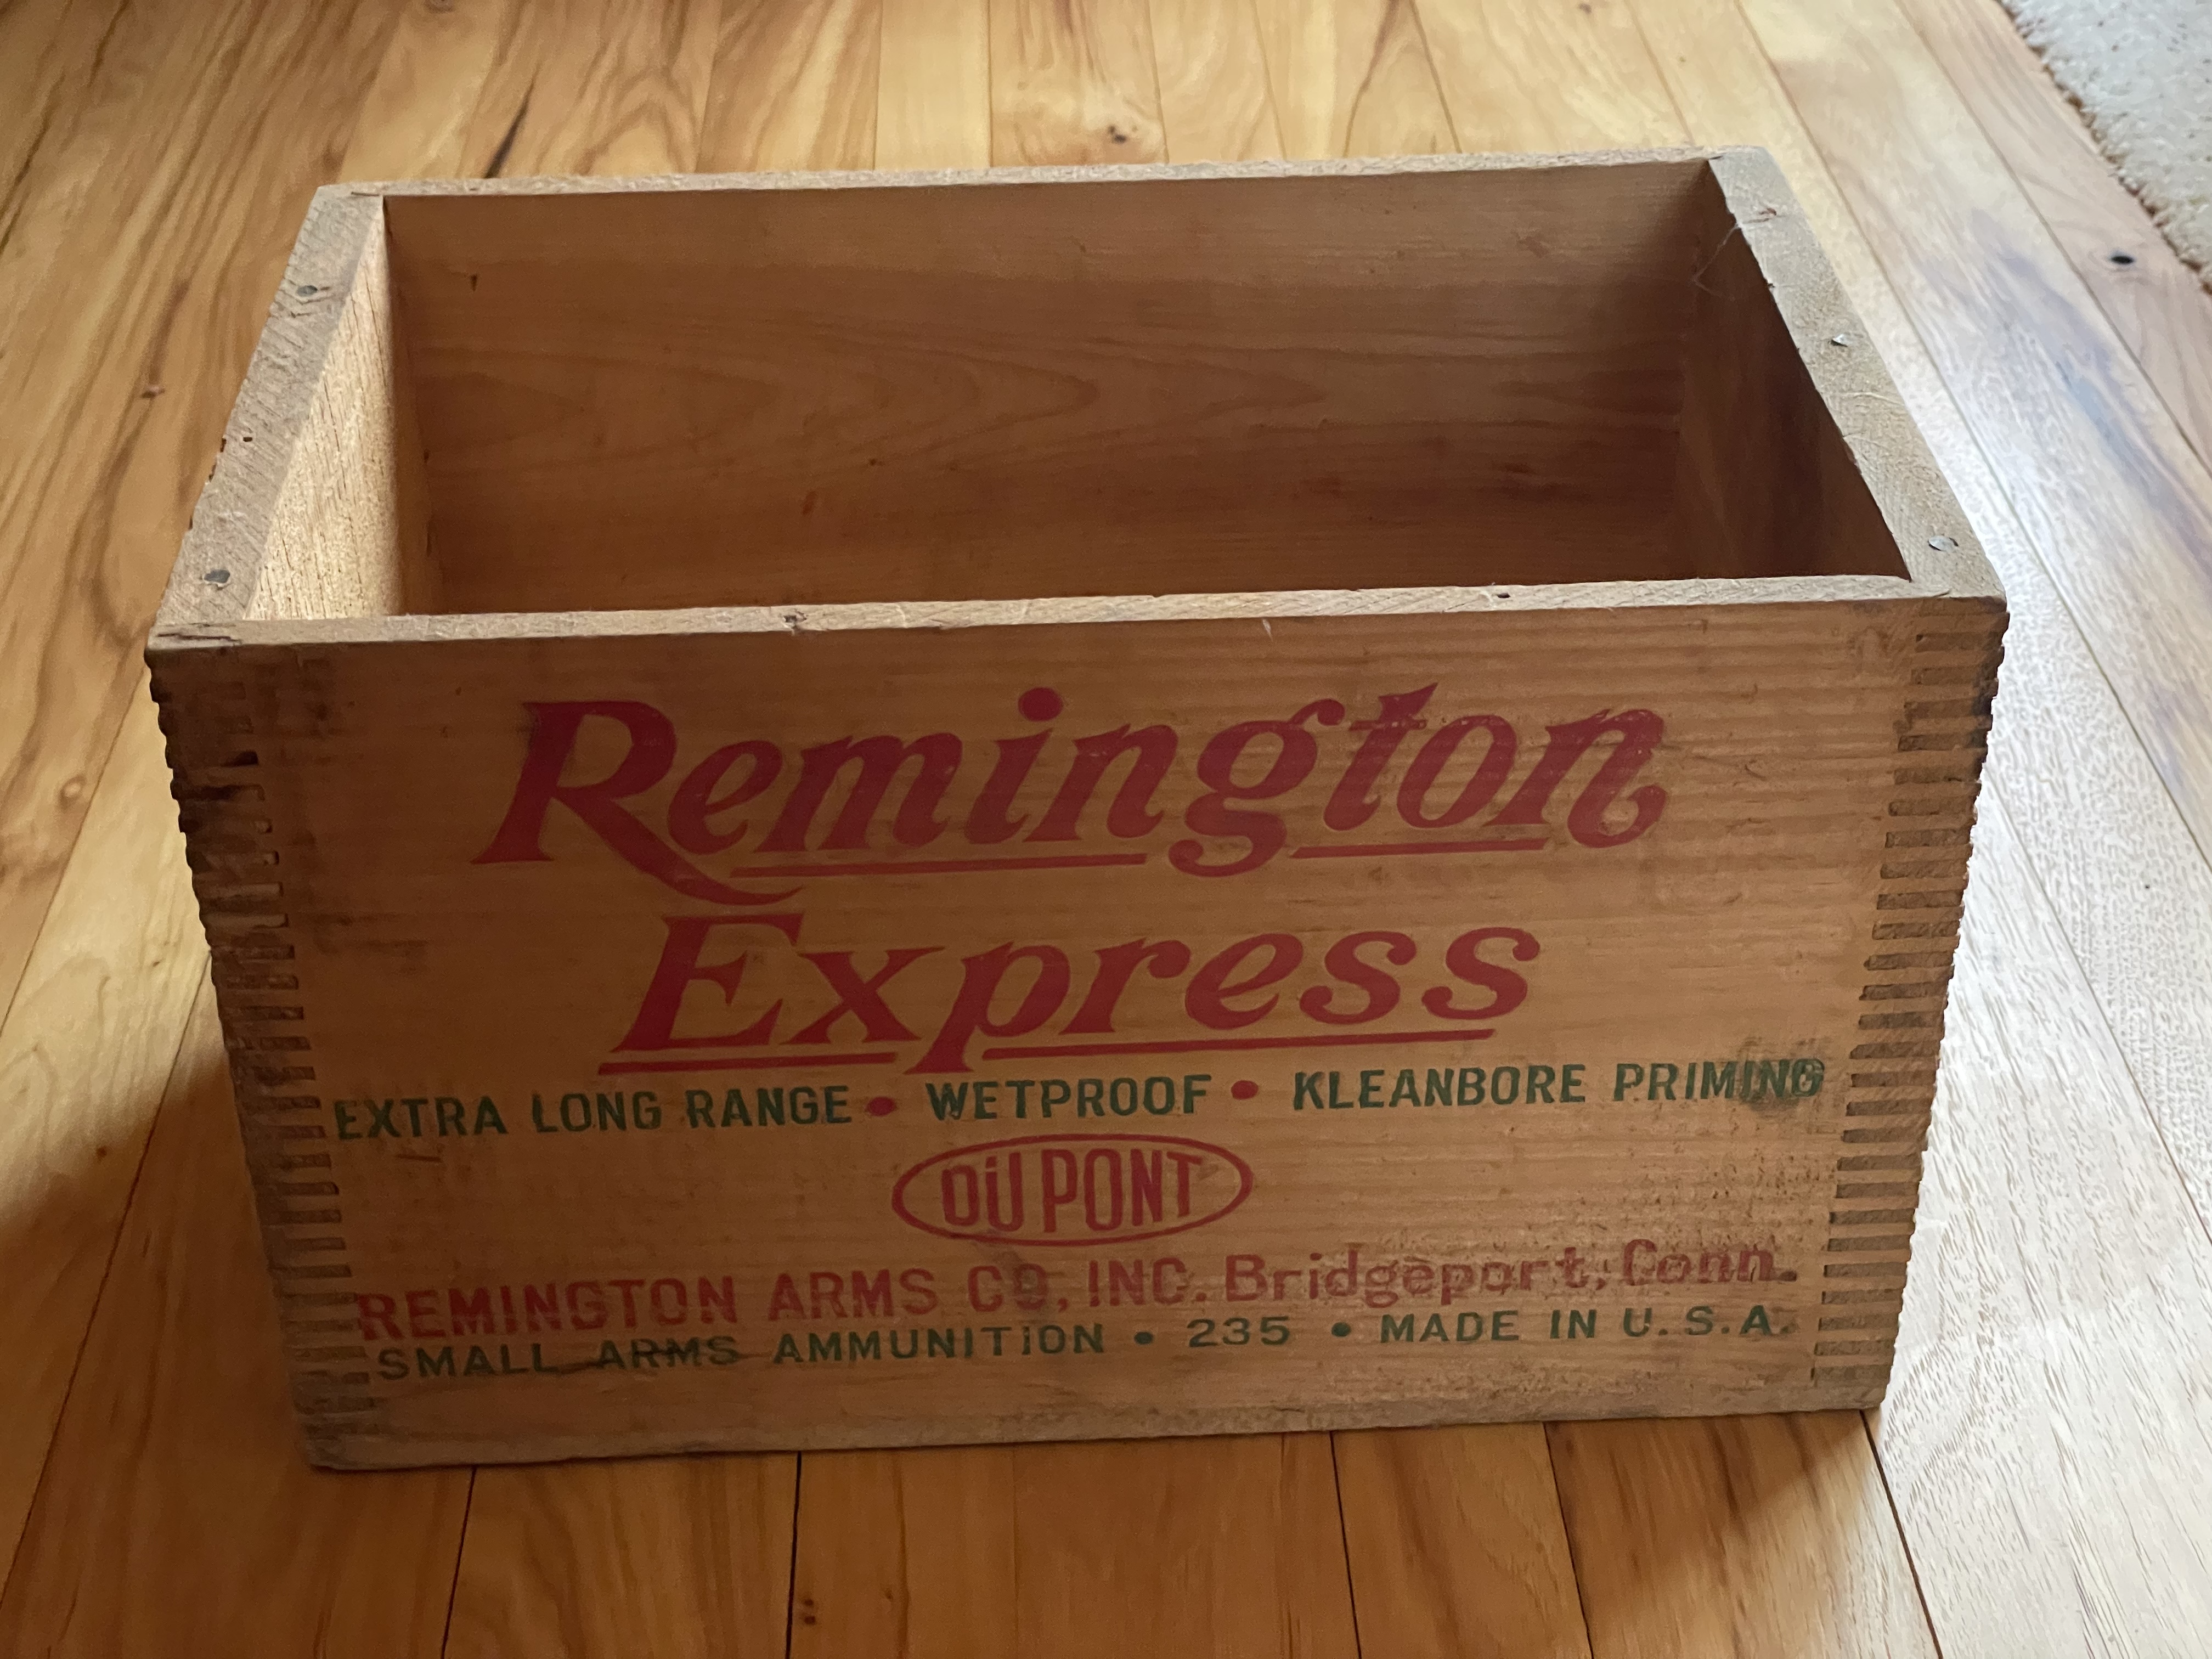 Remington
Express
EXTRA LONG RANGE • WETPROOF • KLEANBORE PRIMING
DU PONT
REMINGTON ARMS CO, INC. Bridgeport, Conn.
SMALL ARMS AMMUNITION • 235 • MADE IN U.S.A.